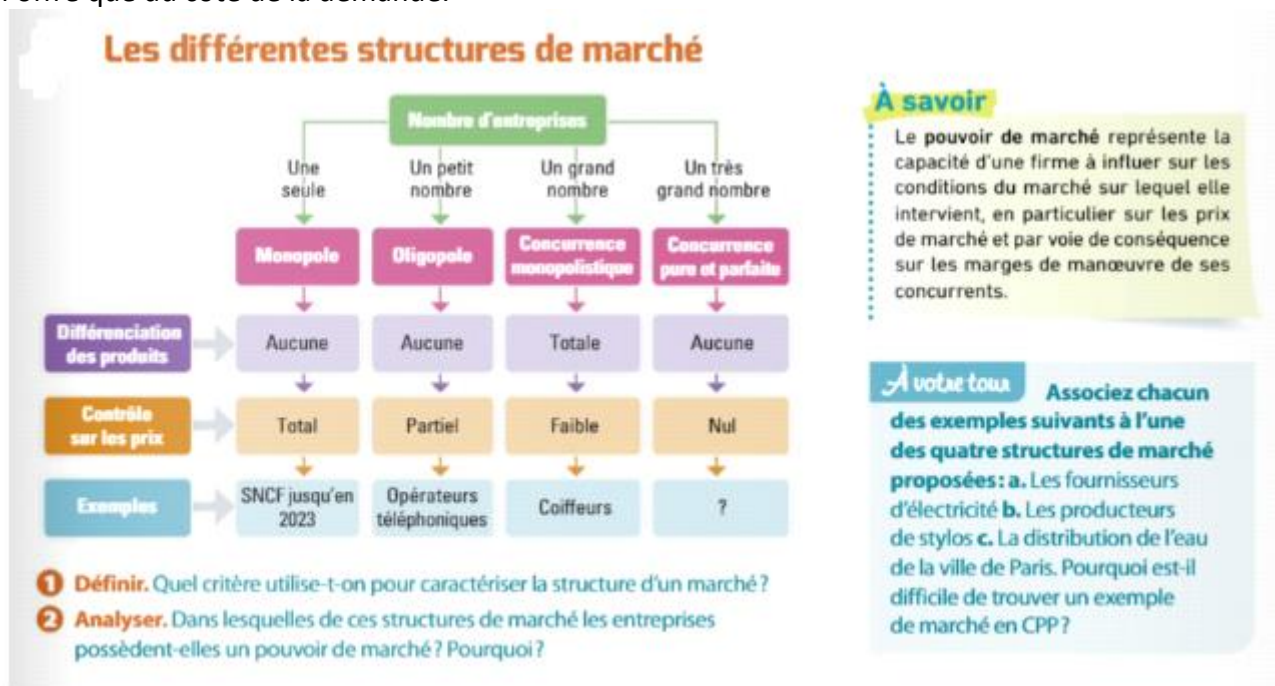 l'offre que du côté de la demande.
Les différentes structures de marché
Nombre d'entreprises
Une
seule
Un petit
nombre
Un grand
nombre
Un très
grand nombre
Monopole
Oligopole
Concurrence
monopolistique
Concurrence
pure et parfaite
Différenciation
des produits
Aucune
Aucune
Totale
Aucune
Contrôle
sur les prix
Total
Partiel
Faible
Nul
Exemples
SNCF jusqu'en
2023
Opérateurs
téléphoniques
Coiffeurs
?
1 Définir. Quel critère utilise-t-on pour caractériser la structure d'un marché ?
2 Analyser. Dans lesquelles de ces structures de marché les entreprises
possèdent-elles un pouvoir de marché ? Pourquoi ?
À savoir
Le pouvoir de marché représente la
capacité d'une firme à influer sur les
conditions du marché sur lequel elle
intervient, en particulier sur les prix
de marché et par voie de conséquence
sur les marges de manœuvre de ses
concurrents.
À votre tour Associez chacun
des exemples suivants à l'une
des quatre structures de marché
proposées : a. Les fournisseurs
d'électricité b. Les producteurs
de stylos c. La distribution de l'eau
de la ville de Paris. Pourquoi est-il
difficile de trouver un exemple
de marché en CPP ?